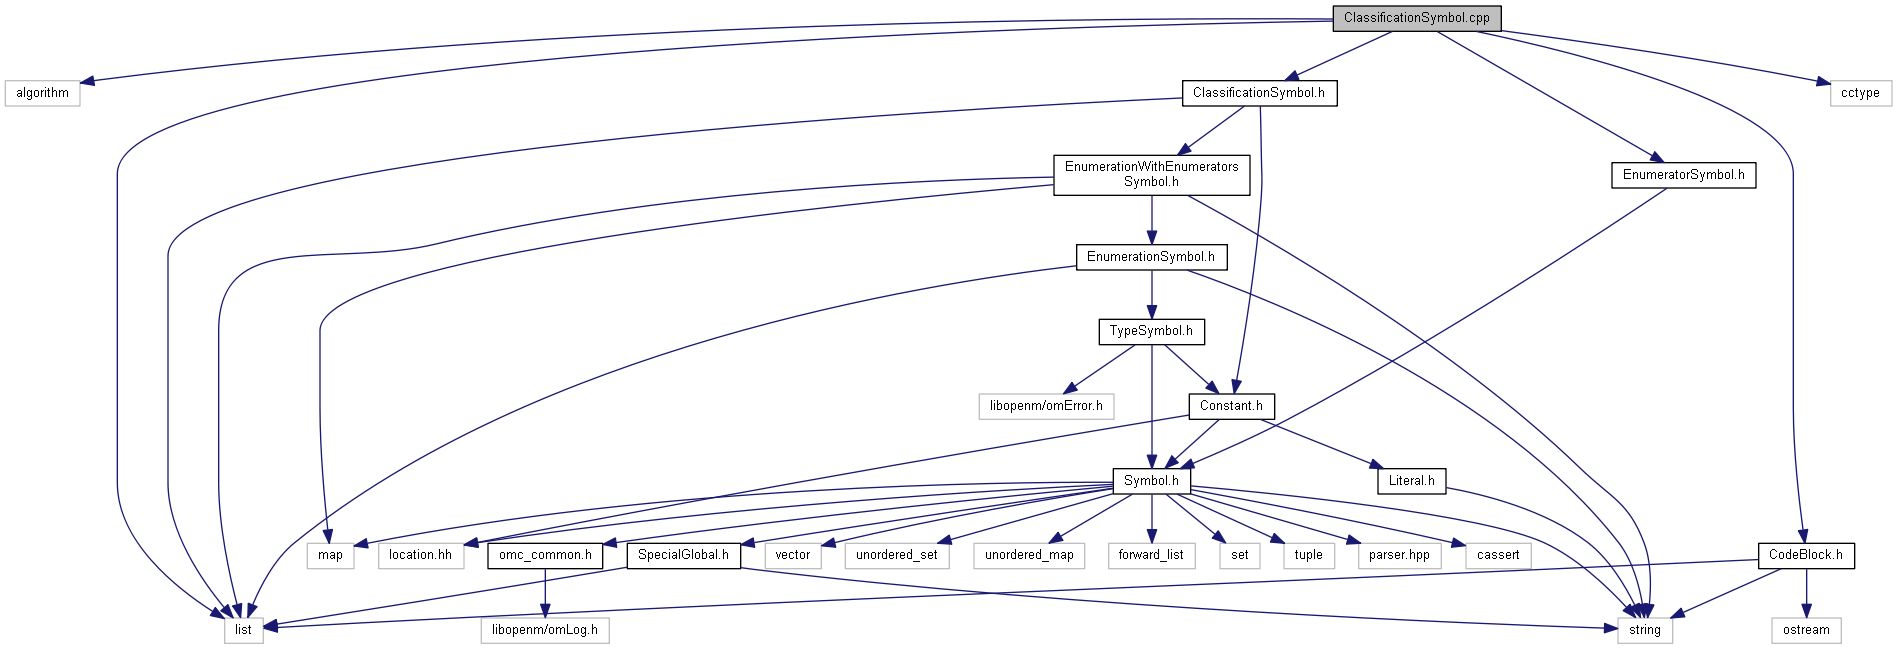 ClassificationSymbol.cpp
algorithm
ClassificationSymbol.h
cctype
EnumerationWithEnumerators
Symbol.h
EnumeratorSymbol.h
EnumerationSymbol.h
TypeSymbol.h
libopenm/omError.h
Constant.h
Symbol.h
Literal.h
map
location.hh
omc_common.h
SpecialGlobal.h
vector
unordered_set
unordered_map
forward_list
set
tuple
parser.hpp
cassert
CodeBlock.h
list
libopenm/omLog.h
string
ostream